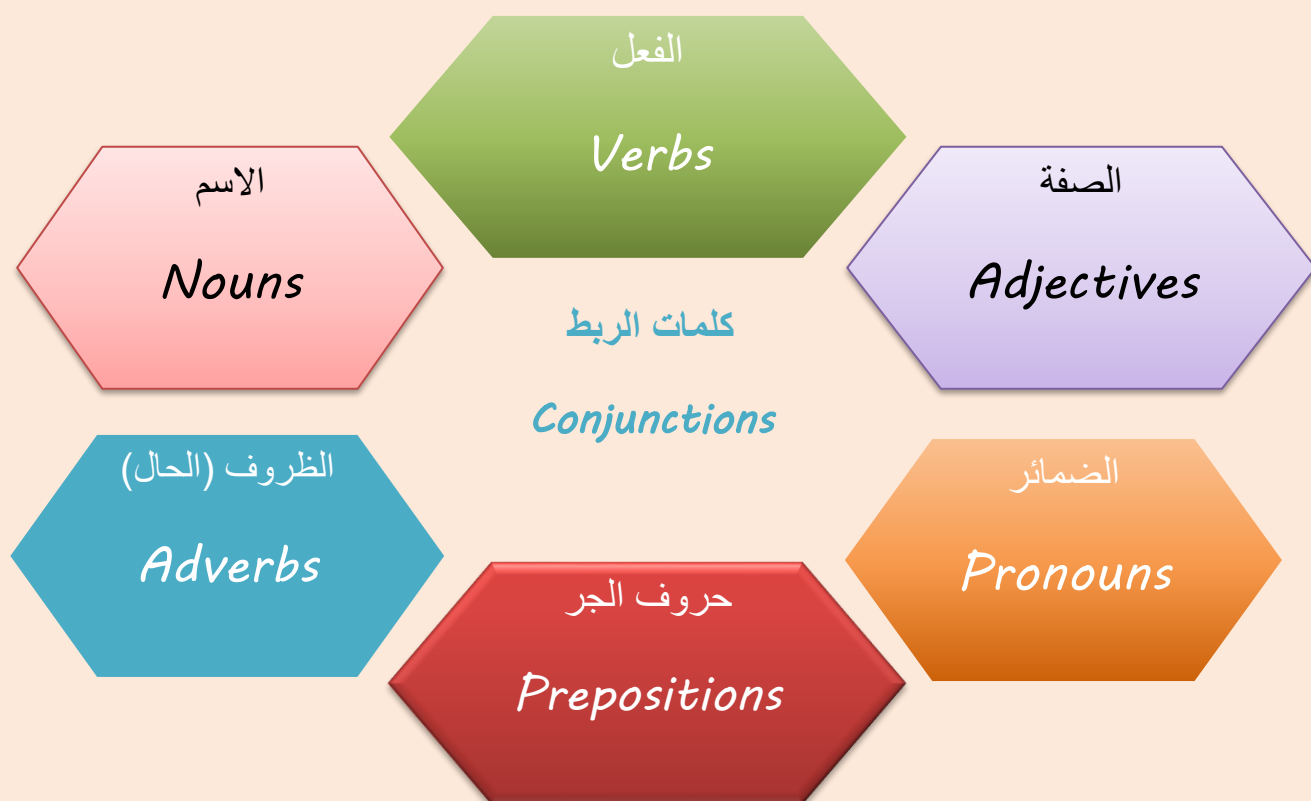 الفعل
Verbs
الاسم
Nouns
الصفة
Adjectives
كلمات الربط
Conjunctions
الظروف (الحال)
Adverbs
الضمائر
Pronouns
حروف الجر
Prepositions